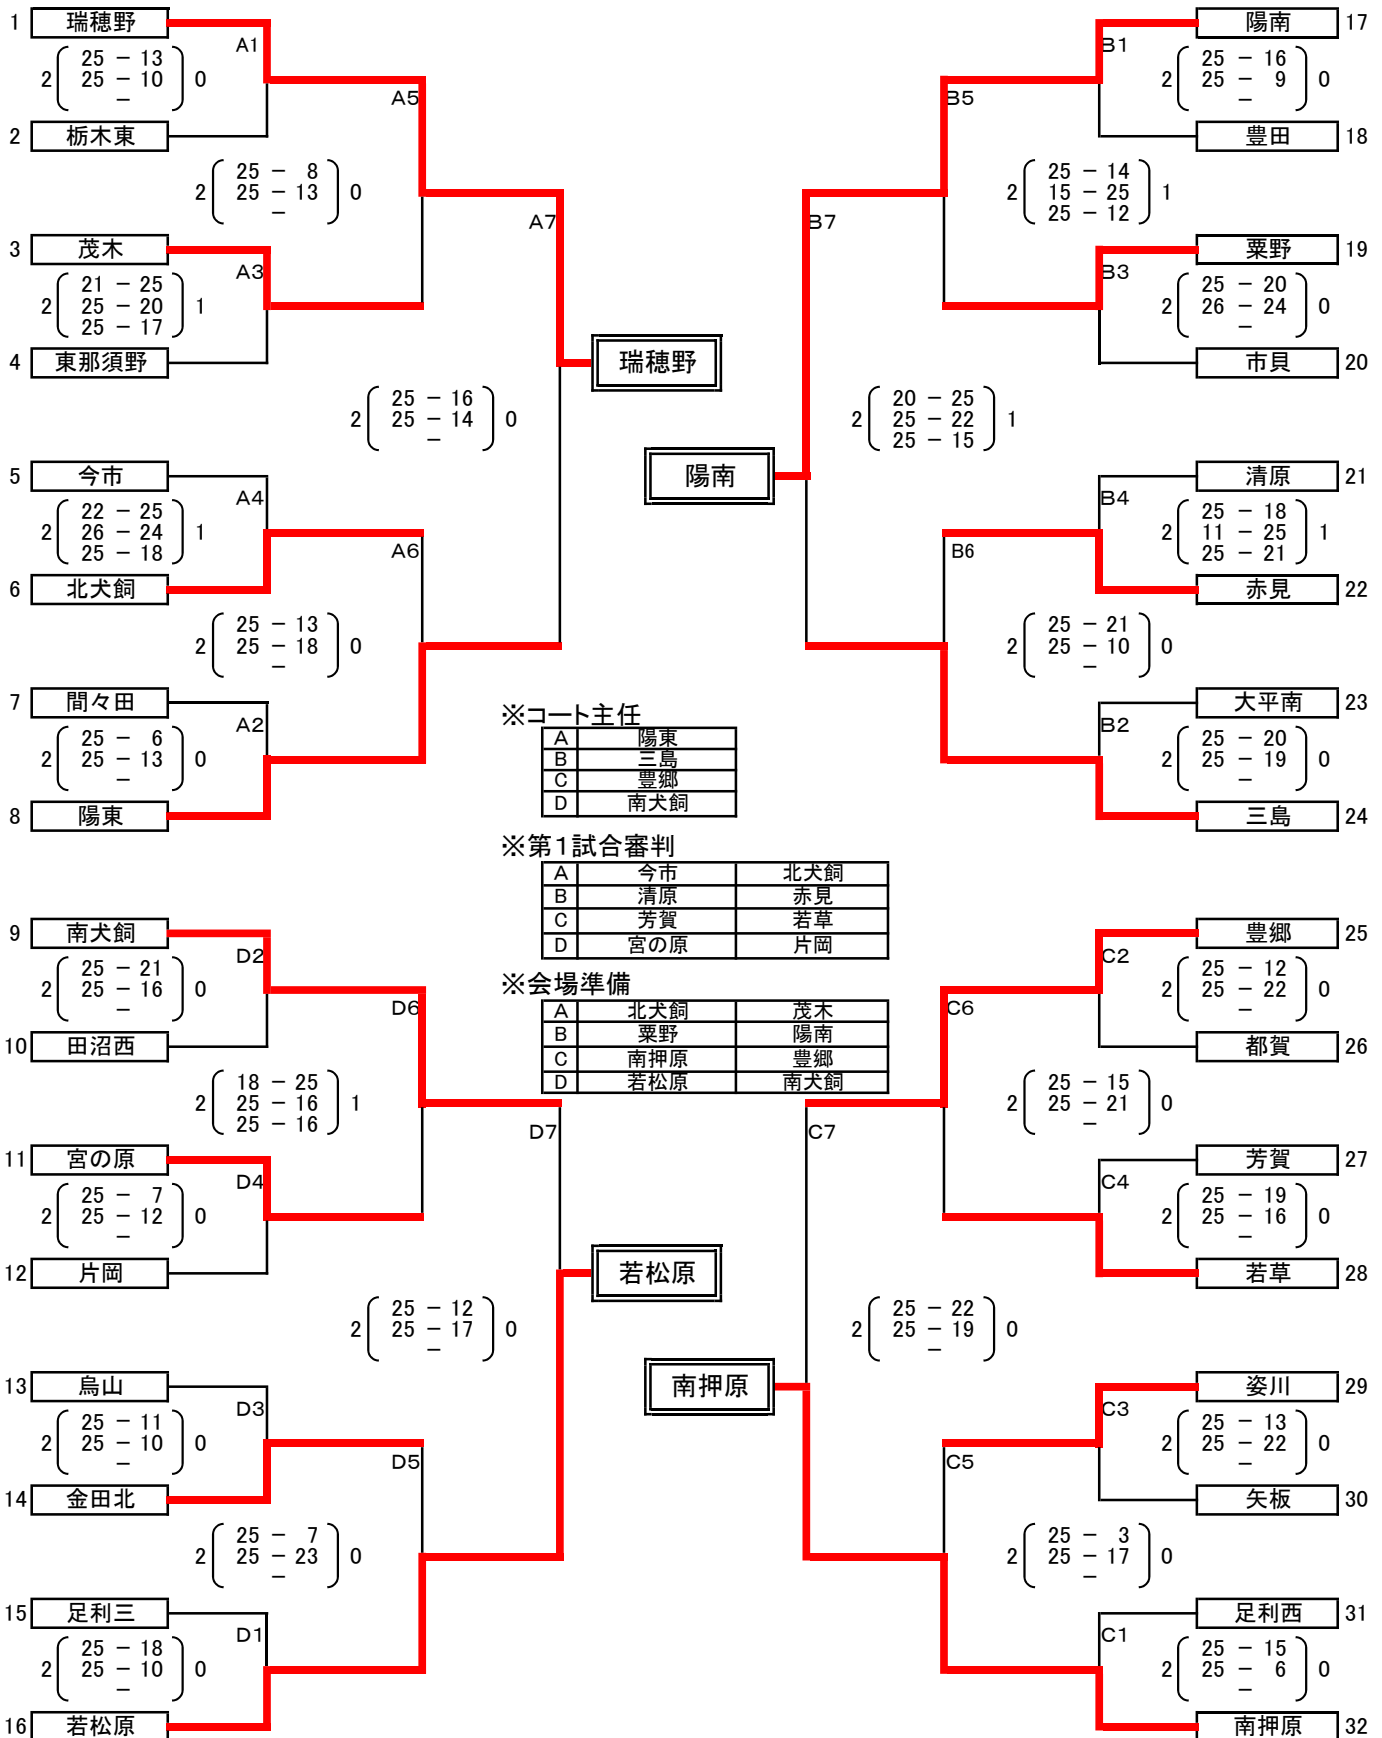 1 瑞穂野
A1
2 25 － 13 0
25 － 10
－
2 栃木東
A5
2 25 － 8 0
25 － 13
－
3 茂木
A3
2 21 － 25 1
25 － 20
25 － 17
4 東那須野
A7
瑞穂野
2 25 － 16 0
25 － 14
－
5 今市
A4
2 22 － 25 1
26 － 24
25 － 18
6 北犬飼
A6
2 25 － 13 0
25 － 18
－
7 間々田
A2
2 25 － 6 0
25 － 13
－
8 陽東
9 南犬飼
D2
2 25 － 21 0
25 － 16
－
10 田沼西
D6
2 18 － 25 1
25 － 16
25 － 16
11 宮の原
D4
2 25 － 7 0
25 － 12
－
12 片岡
D7
若松原
2 25 － 12 0
25 － 17
－
13 烏山
D3
2 25 － 11 0
25 － 10
－
14 金田北
D5
2 25 － 7 0
25 － 23
－
15 足利三
D1
2 25 － 18 0
25 － 10
－
16 若松原
※コート主任
A 陽東
B 三島
C 豊郷
D 南犬飼
※第1試合審判
A 今市 北犬飼
B 清原 赤見
C 芳賀 若草
D 宮の原 片岡
※会場準備
A 北犬飼 茂木
B 粟野 陽南
C 南押原 豊郷
D 若松原 南犬飼
陽南 17
B1
2 25 － 16 0
25 － 9
－
豊田 18
B5
2 25 － 14 1
15 － 25
25 － 12
粟野 19
B3
2 25 － 20 0
26 － 24
－
市貝 20
B7
陽南
2 20 － 25 1
25 － 22
25 － 15
清原 21
B4
2 25 － 18 1
11 － 25
25 － 21
赤見 22
B6
2 25 － 21 0
25 － 10
－
大平南 23
B2
2 25 － 20 0
25 － 19
－
三島 24
豊郷 25
C2
2 25 － 12 0
25 － 22
－
都賀 26
C6
2 25 － 15 0
25 － 21
－
芳賀 27
C4
2 25 － 19 0
25 － 16
－
若草 28
C7
南押原
2 25 － 22 0
25 － 19
－
姿川 29
C3
2 25 － 13 0
25 － 22
－
矢板 30
C5
2 25 － 3 0
25 － 17
－
足利西 31
C1
2 25 － 15 0
25 － 6
－
南押原 32